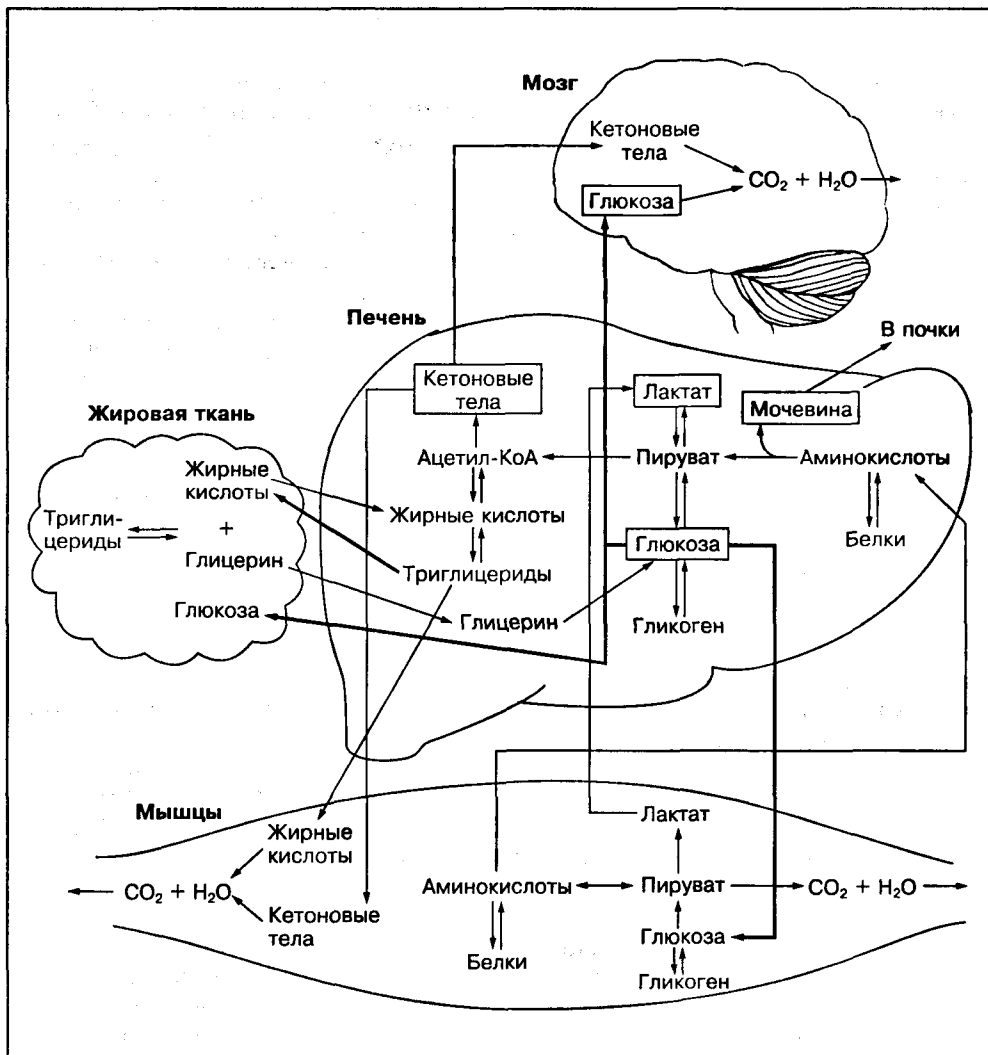 Мозг
Кетоновые
тела
CO₂ + H₂O
Глюкоза
Печень
В почки
Кетоновые
тела
Лактат
Мочевина
Жировая ткань
Ацетил-КоА
Пируват
Аминокислоты
Жирные
кислоты
Жирные кислоты
Тригли-
цериды
+
Глюкоза
Белки
Глицерин
Триглицериды
Глюкоза
Глицерин
Гликоген
Мышцы
Лактат
Жирные
кислоты
CO₂ + H₂O
Аминокислоты
Пируват
CO₂ + H₂O
Кетоновые
тела
Глюкоза
Белки
Гликоген